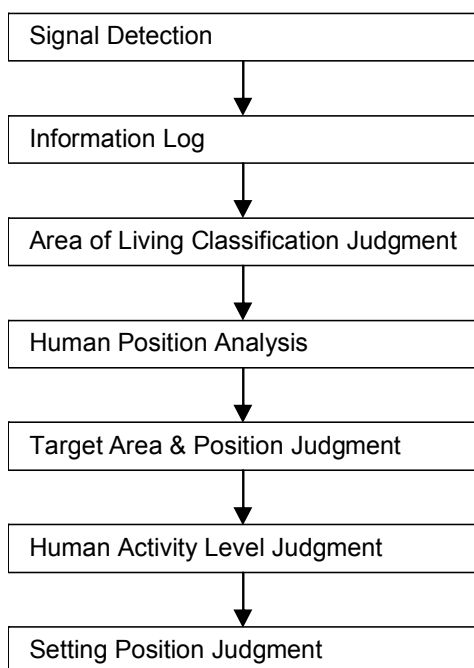 Signal Detection
Information Log
Area of Living Classification Judgment
Human Position Analysis
Target Area & Position Judgment
Human Activity Level Judgment
Setting Position Judgment